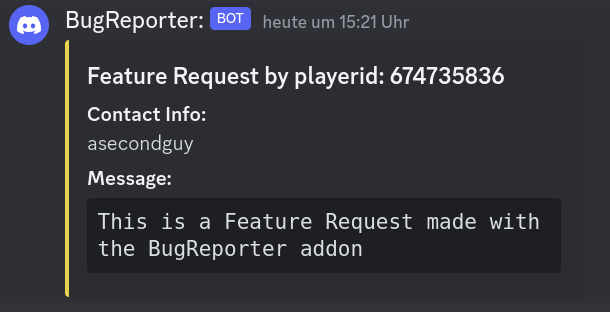 BugReporter: BOT heute um 15:21 Uhr
Feature Request by playerid: 674735836
Contact Info:
asecondguy
Message:
This is a Feature Request made with
the BugReporter addon